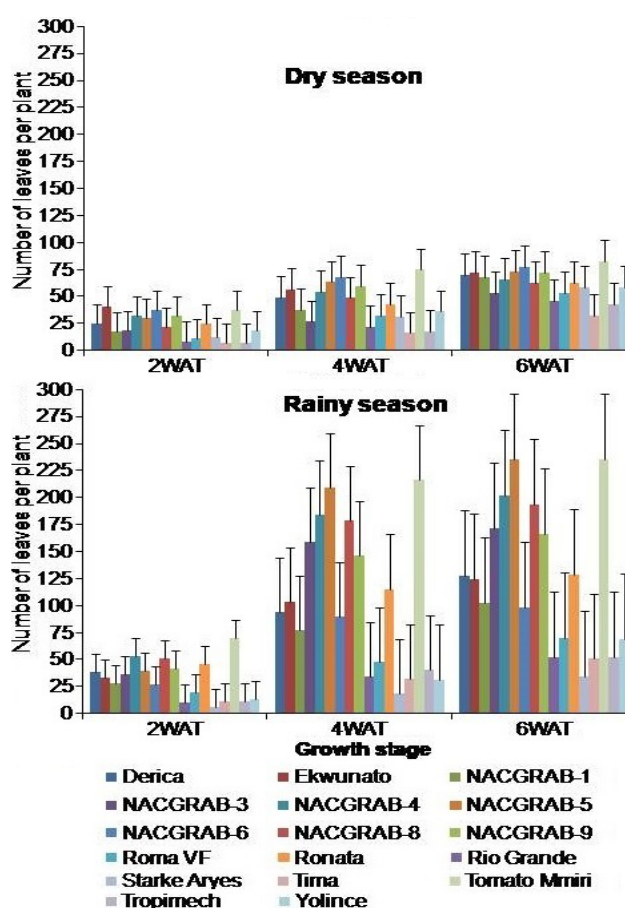 300
275
250
225
200
175
150
125
100
75
50
25
0
Number of leaves per plant
Dry season
2WAT 4WAT 6WAT
300
275
250
225
200
175
150
125
100
75
50
25
0
Number of leaves per plant
Rainy season
2WAT 4WAT 6WAT
Growth stage
Derica Ekwunato NACGRAB-1
NACGRAB-3 NACGRAB-4 NACGRAB-5
NACGRAB-6 NACGRAB-8 NACGRAB-9
Roma VF Ronata Rio Grande
Starke Aryes Tima Tomato Mmiri
Tropimech Yolince